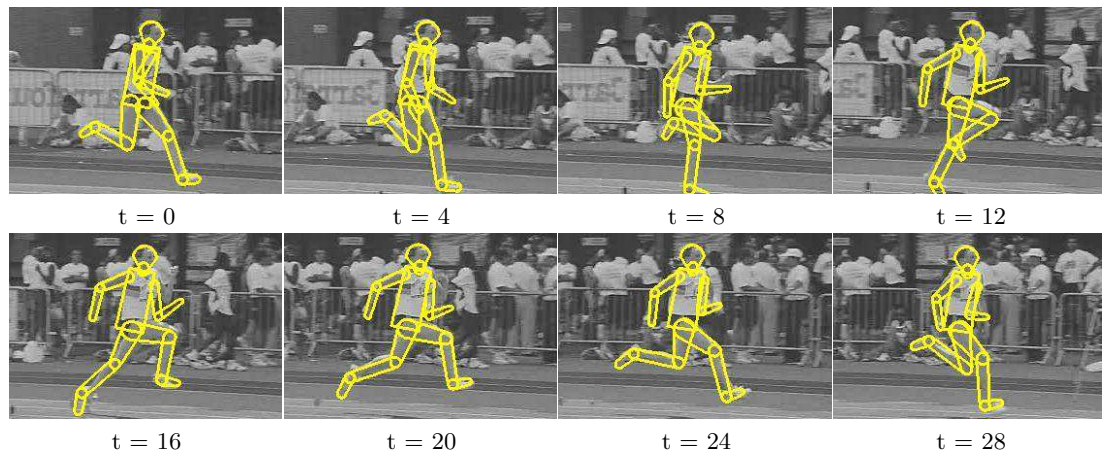 t = 0
t = 4
t = 8
t = 12
t = 16
t = 20
t = 24
t = 28